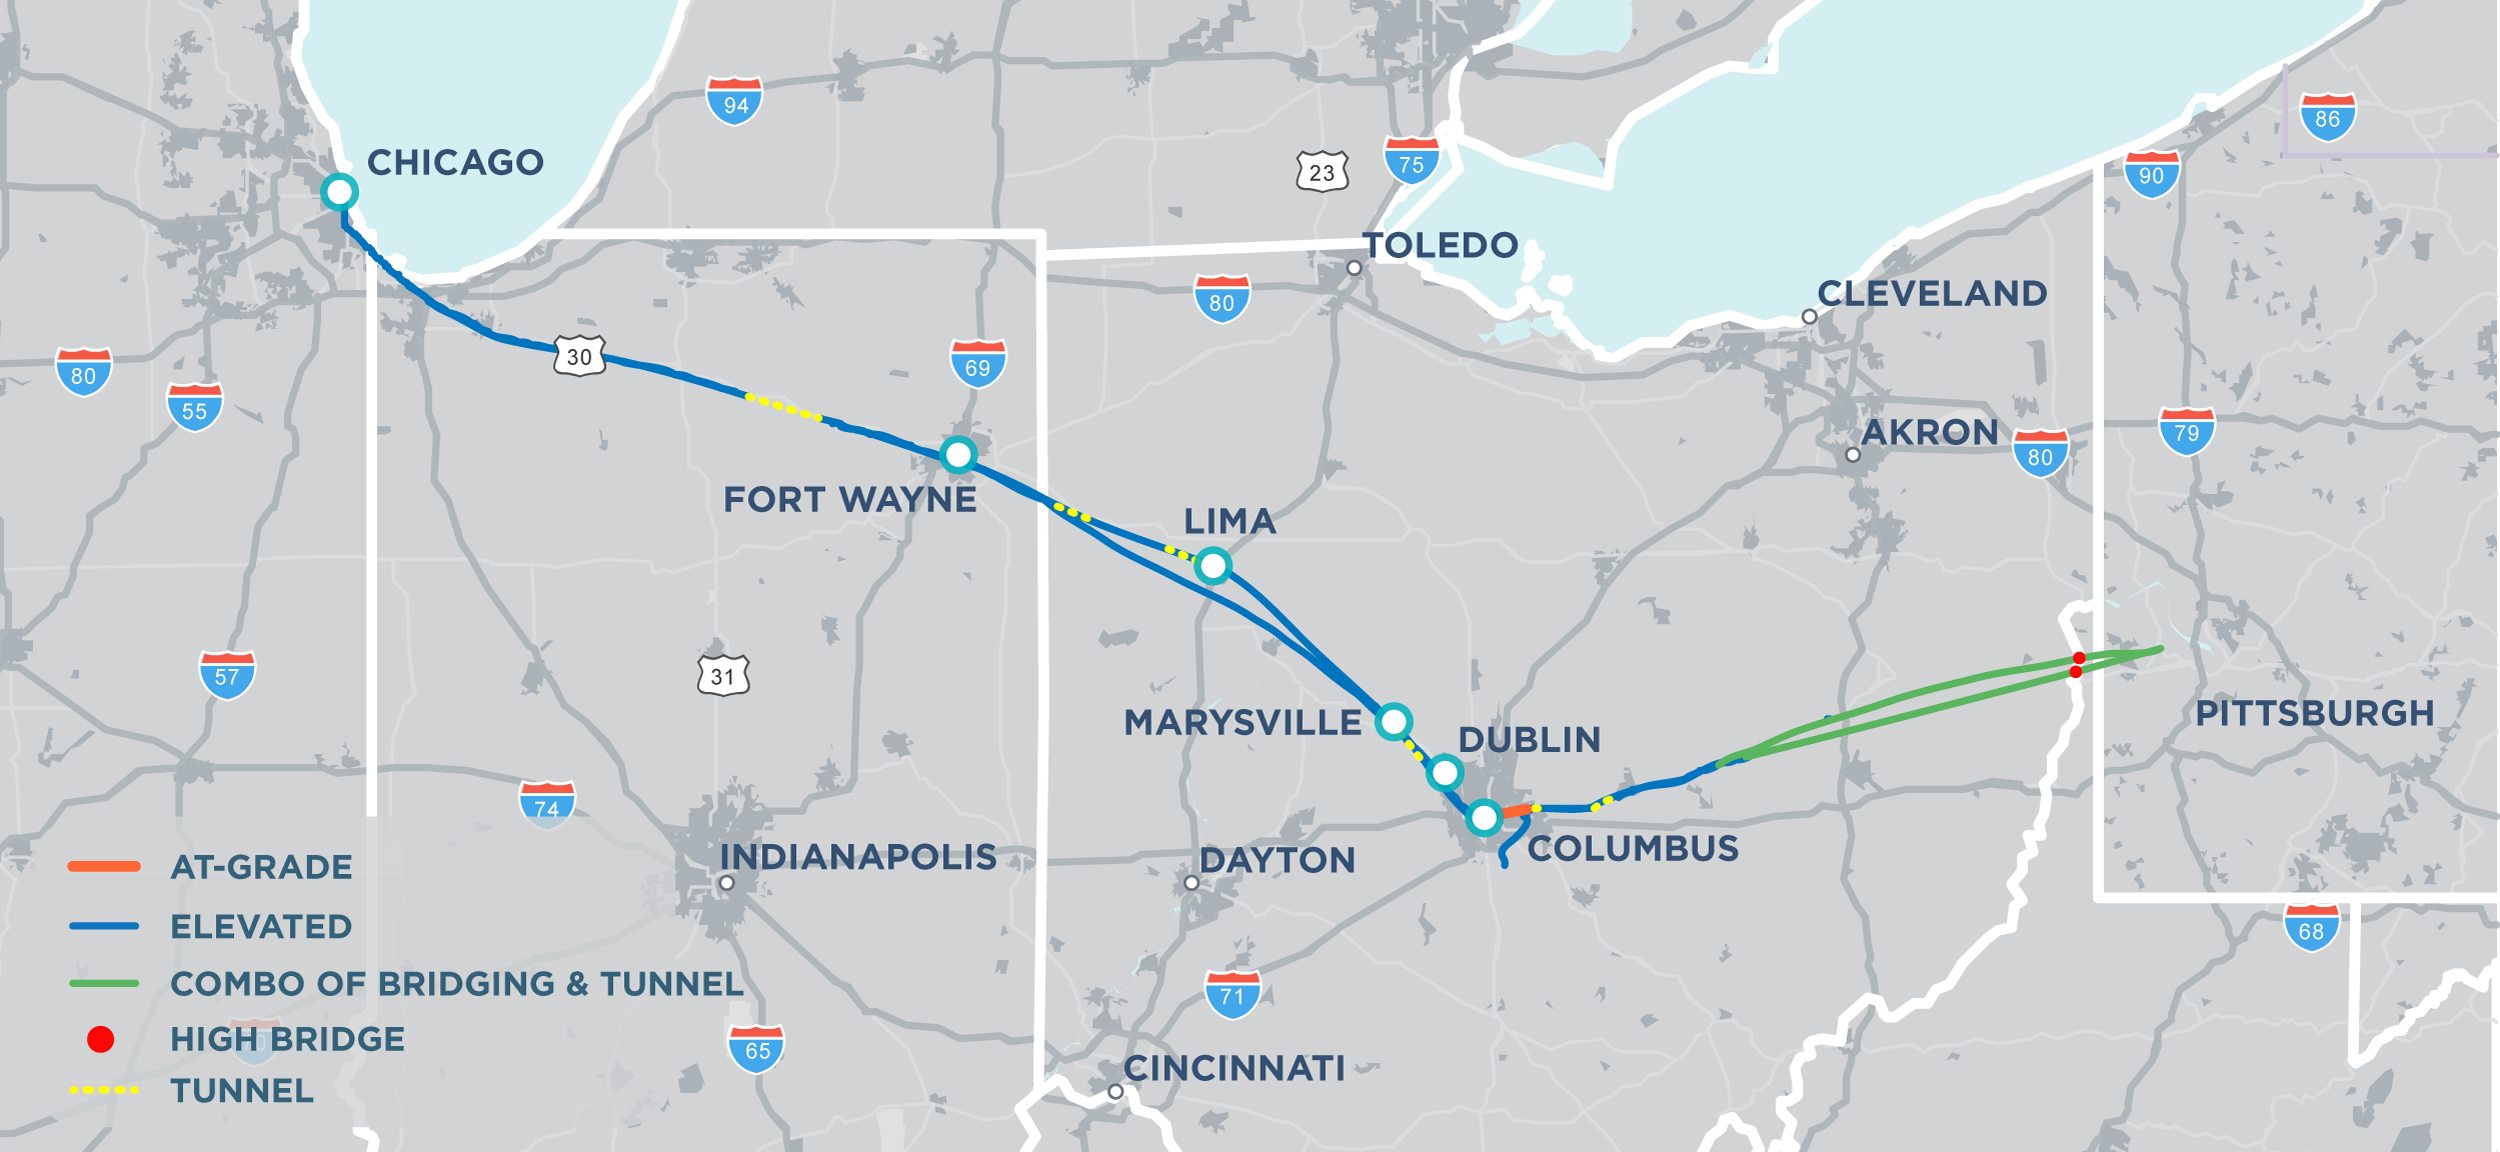 94
86
75
CHICAGO
23
90
TOLEDO
80
CLEVELAND
30
69
80
55
79
AKRON
80
FORT WAYNE
LIMA
57
31
MARYSVILLE
DUBLIN
PITTSBURGH
74
INDIANAPOLIS
DAYTON
COLUMBUS
AT-GRADE
ELEVATED
68
COMBO OF BRIDGING & TUNNEL
71
HIGH BRIDGE
65
CINCINNATI
TUNNEL